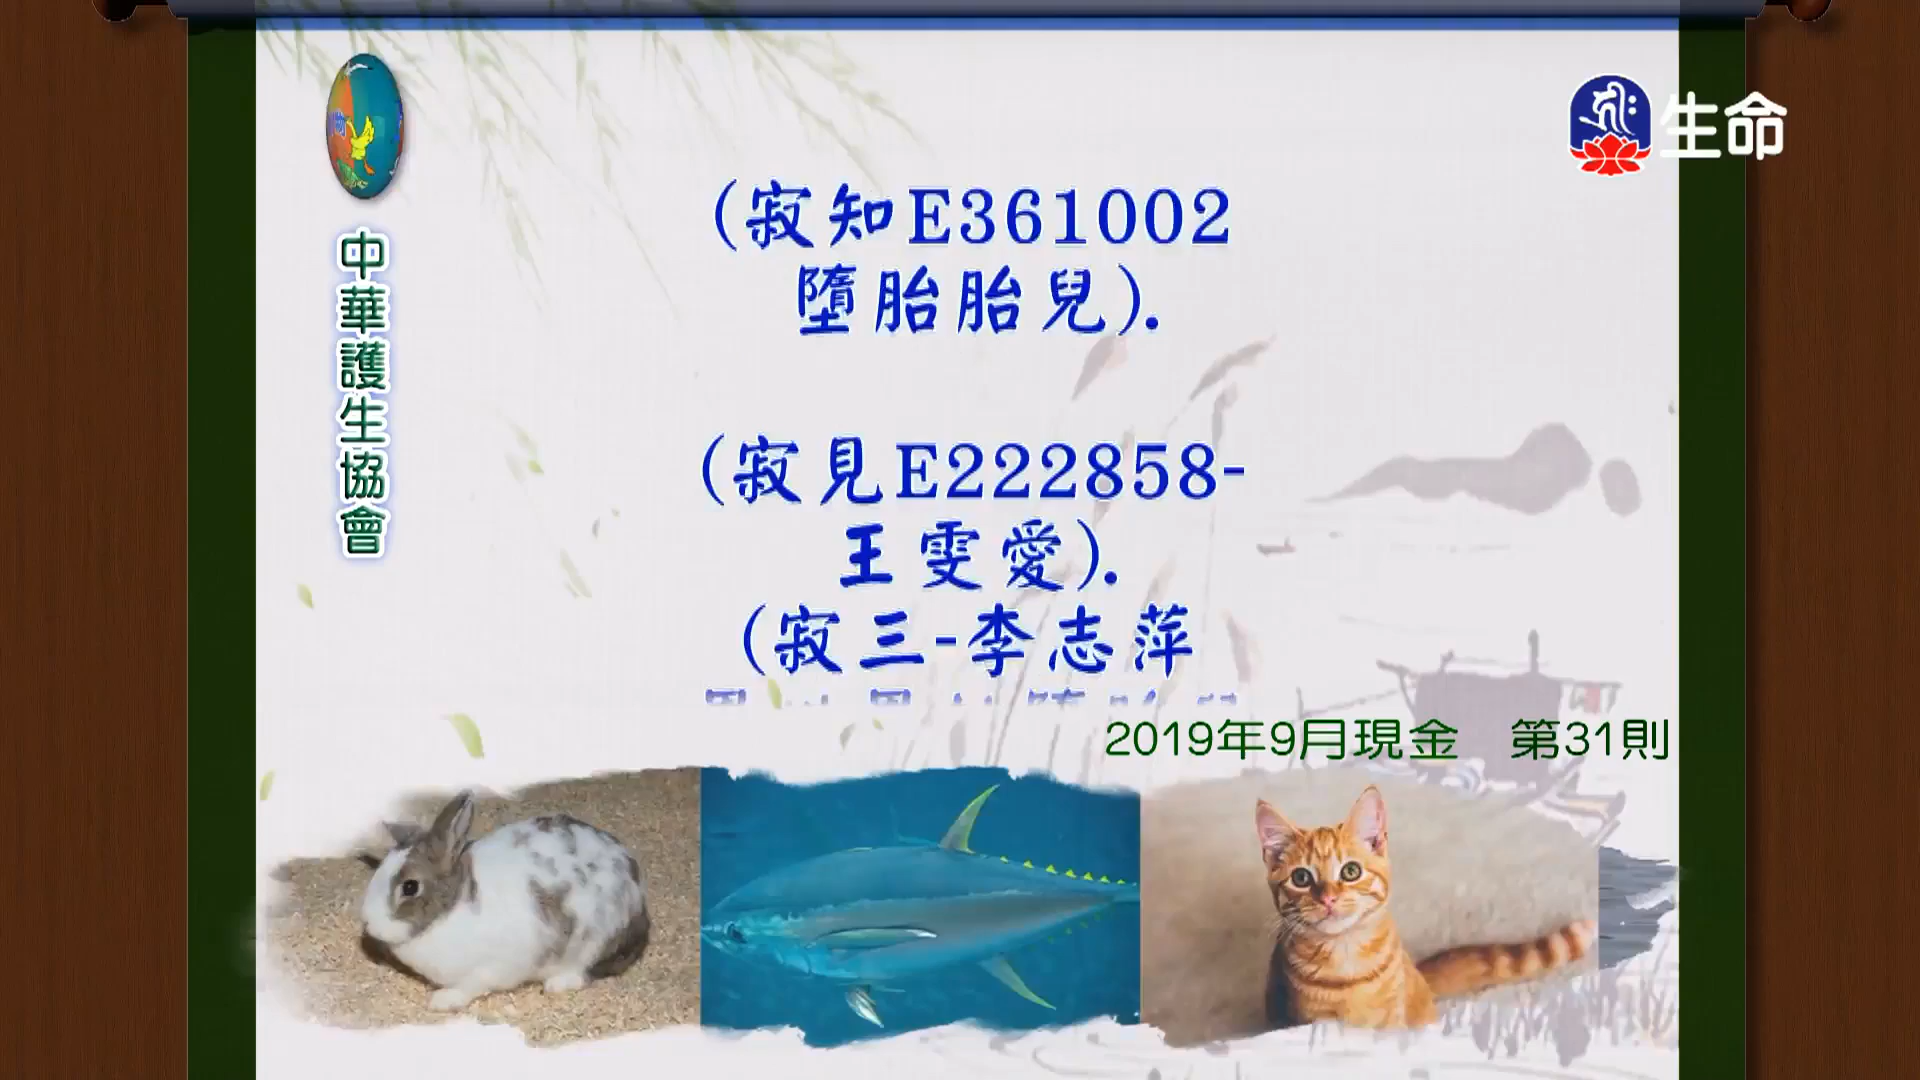 生命
中華護生協會
(寂知E361002
墮胎胎兒).
(寂見E222858-
王雯愛).
(寂三-李志萍
2019年9月現金 第31則